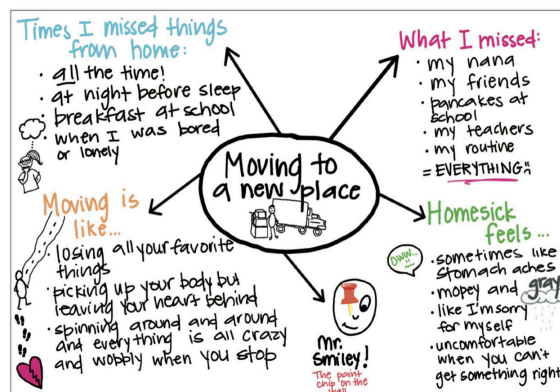 Times I missed things
from home:
· all the time!
· at night before sleep
· breakfast at school
· when I was bored
or lonely
What I missed:
· my nana
· my friends
· pancakes at
school
· my teachers
· my routine
= EVERYTHING
Moving to
a new place
Moving is
like...
· losing all your favorite
things
· picking up your body but
leaving your heart behind
· spinning around and around
and everything is all crazy
and wobbly when you stop
Mr.
Smiley!
The paint
chip on the
wall
Homesick
feels...
OWW...
· sometimes like
stomach aches
· mopey and gray
· like I'm sorry
for myself
· uncomfortable
when you can't
get something right